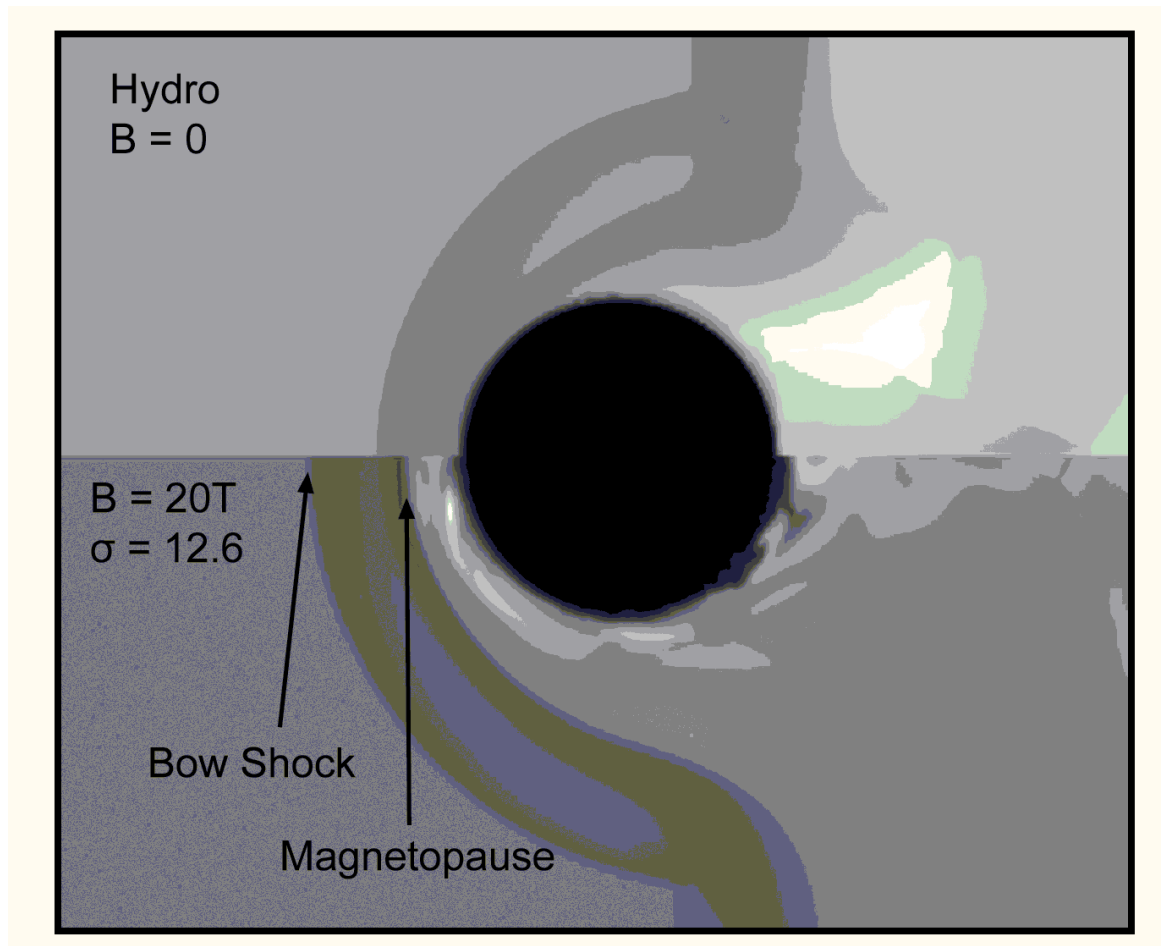 Hydro
B = 0
B = 20T
σ = 12.6
Bow Shock
Magnetopause